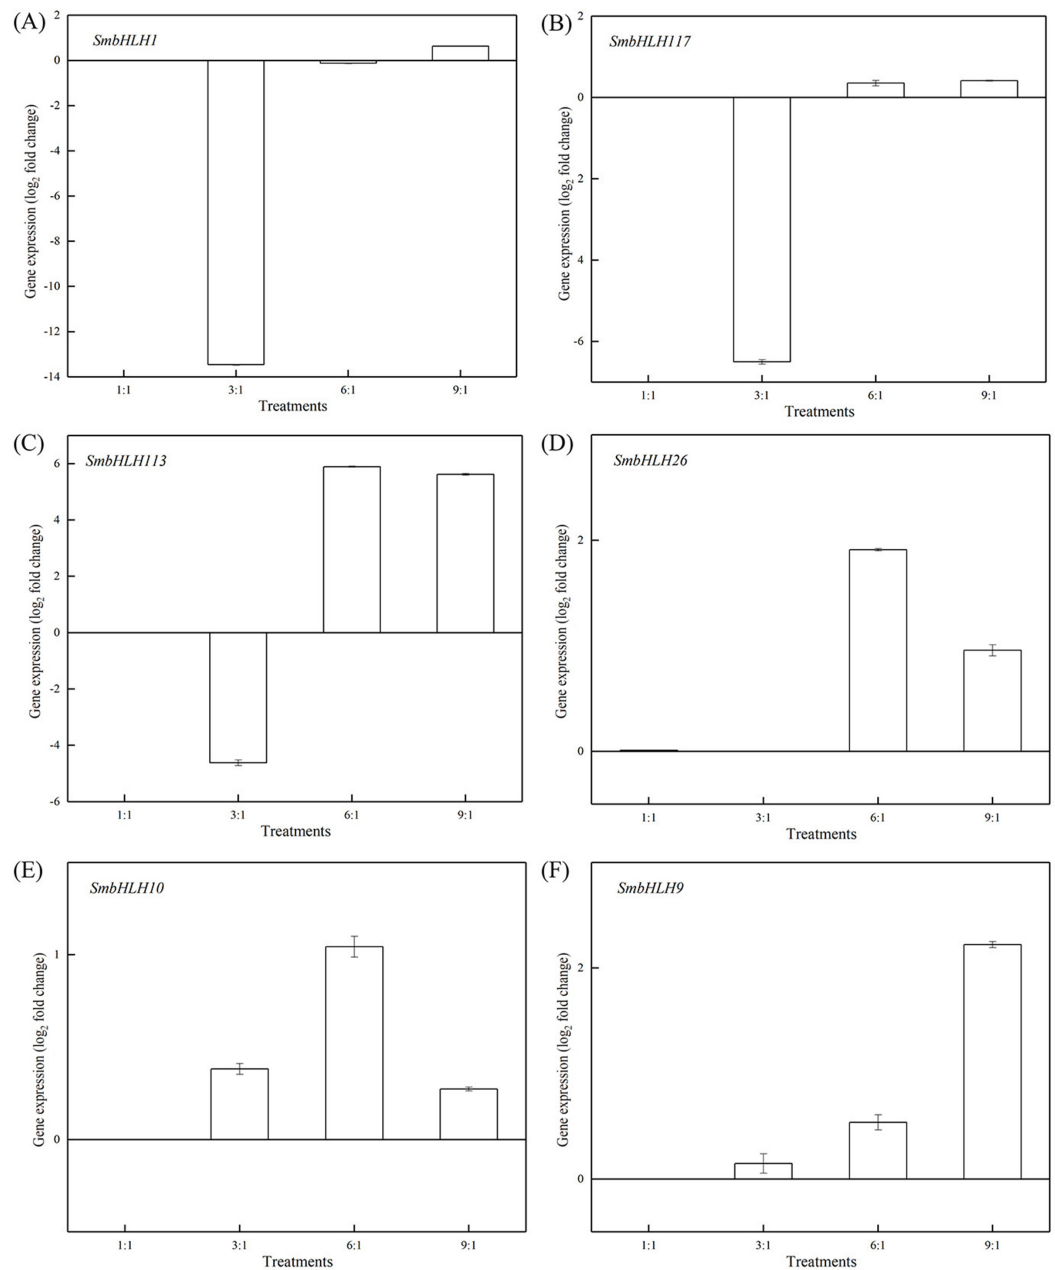 (A)
SmbHLH1
2
0
-2
-4
-6
-8
-10
-12
-14
Gene expression (log2 fold change)
1:1 3:1 6:1 9:1
Treatments
(B)
SmbHLH117
2
0
2
4
-6
Gene expression (log2 fold change)
1:1 3:1 6:1 9:1
Treatments
(C)
SmbHLH113
6
4
2
0
-2
-4
-6
Gene expression (log2 fold change)
1:1 3:1 6:1 9:1
Treatments
(D)
SmbHLH26
2
0
Gene expression (log2 fold change)
1:1 3:1 6:1 9:1
Treatments
(E)
SmbHLH10
1
0
Gene expression (log2 fold change)
1:1 3:1 6:1 9:1
Treatments
(F)
SmbHLH9
2
0
Gene expression (log2 fold change)
1:1 3:1 6:1 9:1
Treatments